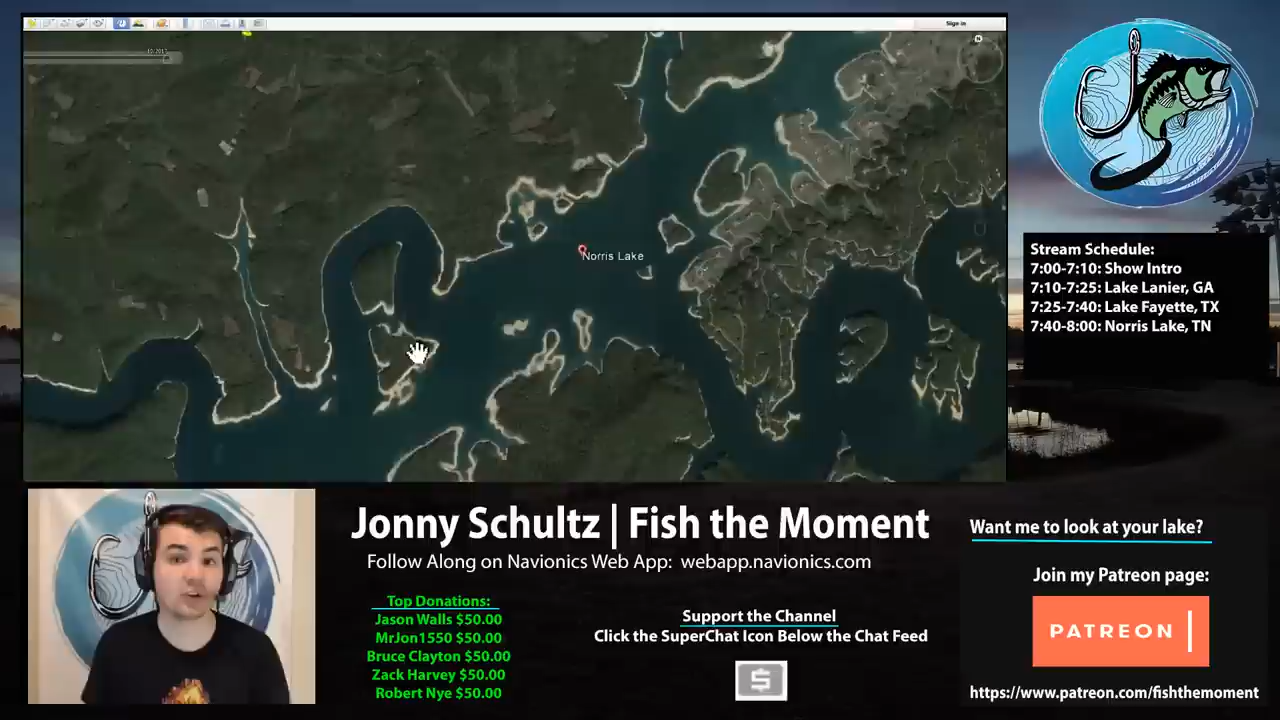 Sign in
Norris Lake
Stream Schedule:
7:00-7:10: Show Intro
7:10-7:25: Lake Lanier, GA
7:25-7:40: Lake Fayette, TX
7:40-8:00: Norris Lake, TN
Jonny Schultz | Fish the Moment
Follow Along on Navionics Web App: webapp.navionics.com
Top Donations:
Jason Walls $50.00
MrJon1550 $50.00
Bruce Clayton $50.00
Zack Harvey $50.00
Robert Nye $50.00
Support the Channel
Click the SuperChat Icon Below the Chat Feed
$
Want me to look at your lake?
Join my Patreon page:
PATREON
https://www.patreon.com/fishthemoment